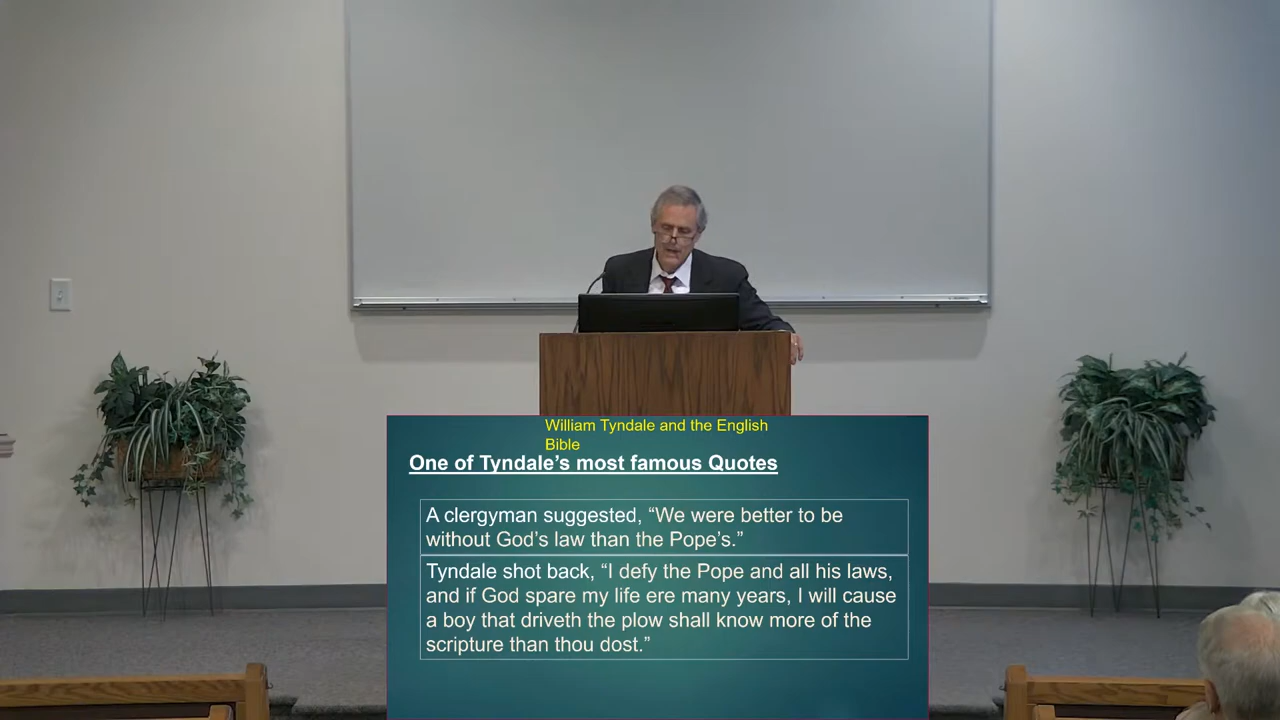 William Tyndale and the English
Bible
One of Tyndale’s most famous Quotes
A clergyman suggested, “We were better to be
without God’s law than the Pope’s.”
Tyndale shot back, “I defy the Pope and all his laws,
and if God spare my life ere many years, I will cause
a boy that driveth the plow shall know more of the
scripture than thou dost.”